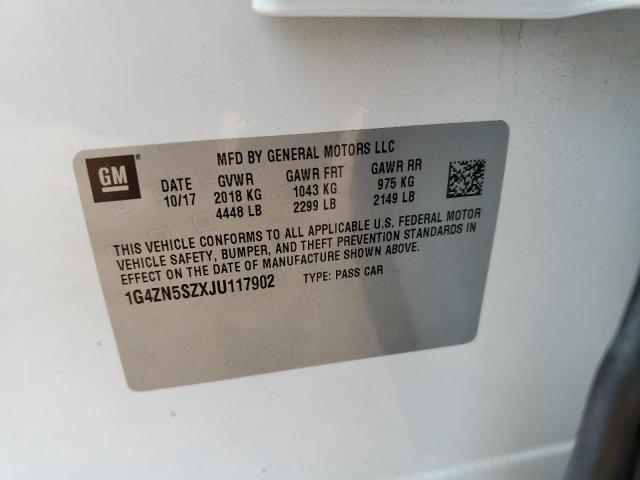 GM
MFD BY GENERAL MOTORS LLC
DATE GVWR GAWR FRT GAWR RR
10/17 2018 KG 1043 KG 975 KG
4448 LB 2299 LB 2149 LB
THIS VEHICLE CONFORMS TO ALL APPLICABLE U.S. FEDERAL MOTOR
VEHICLE SAFETY, BUMPER, AND THEFT PREVENTION STANDARDS IN
EFFECT ON THE DATE OF MANUFACTURE SHOWN ABOVE.
1G4ZN5SZXJU117902 TYPE: PASS CAR